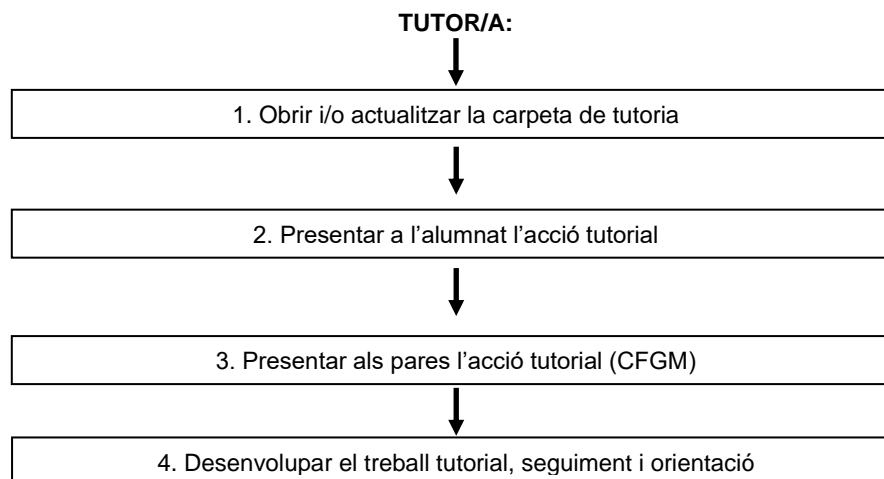 TUTOR/A:
1. Obrir i/o actualitzar la carpeta de tutoria
2. Presentar a l’alumnat l’acció tutorial
3. Presentar als pares l’acció tutorial (CFGM)
4. Desenvolupar el treball tutorial, seguiment i orientació